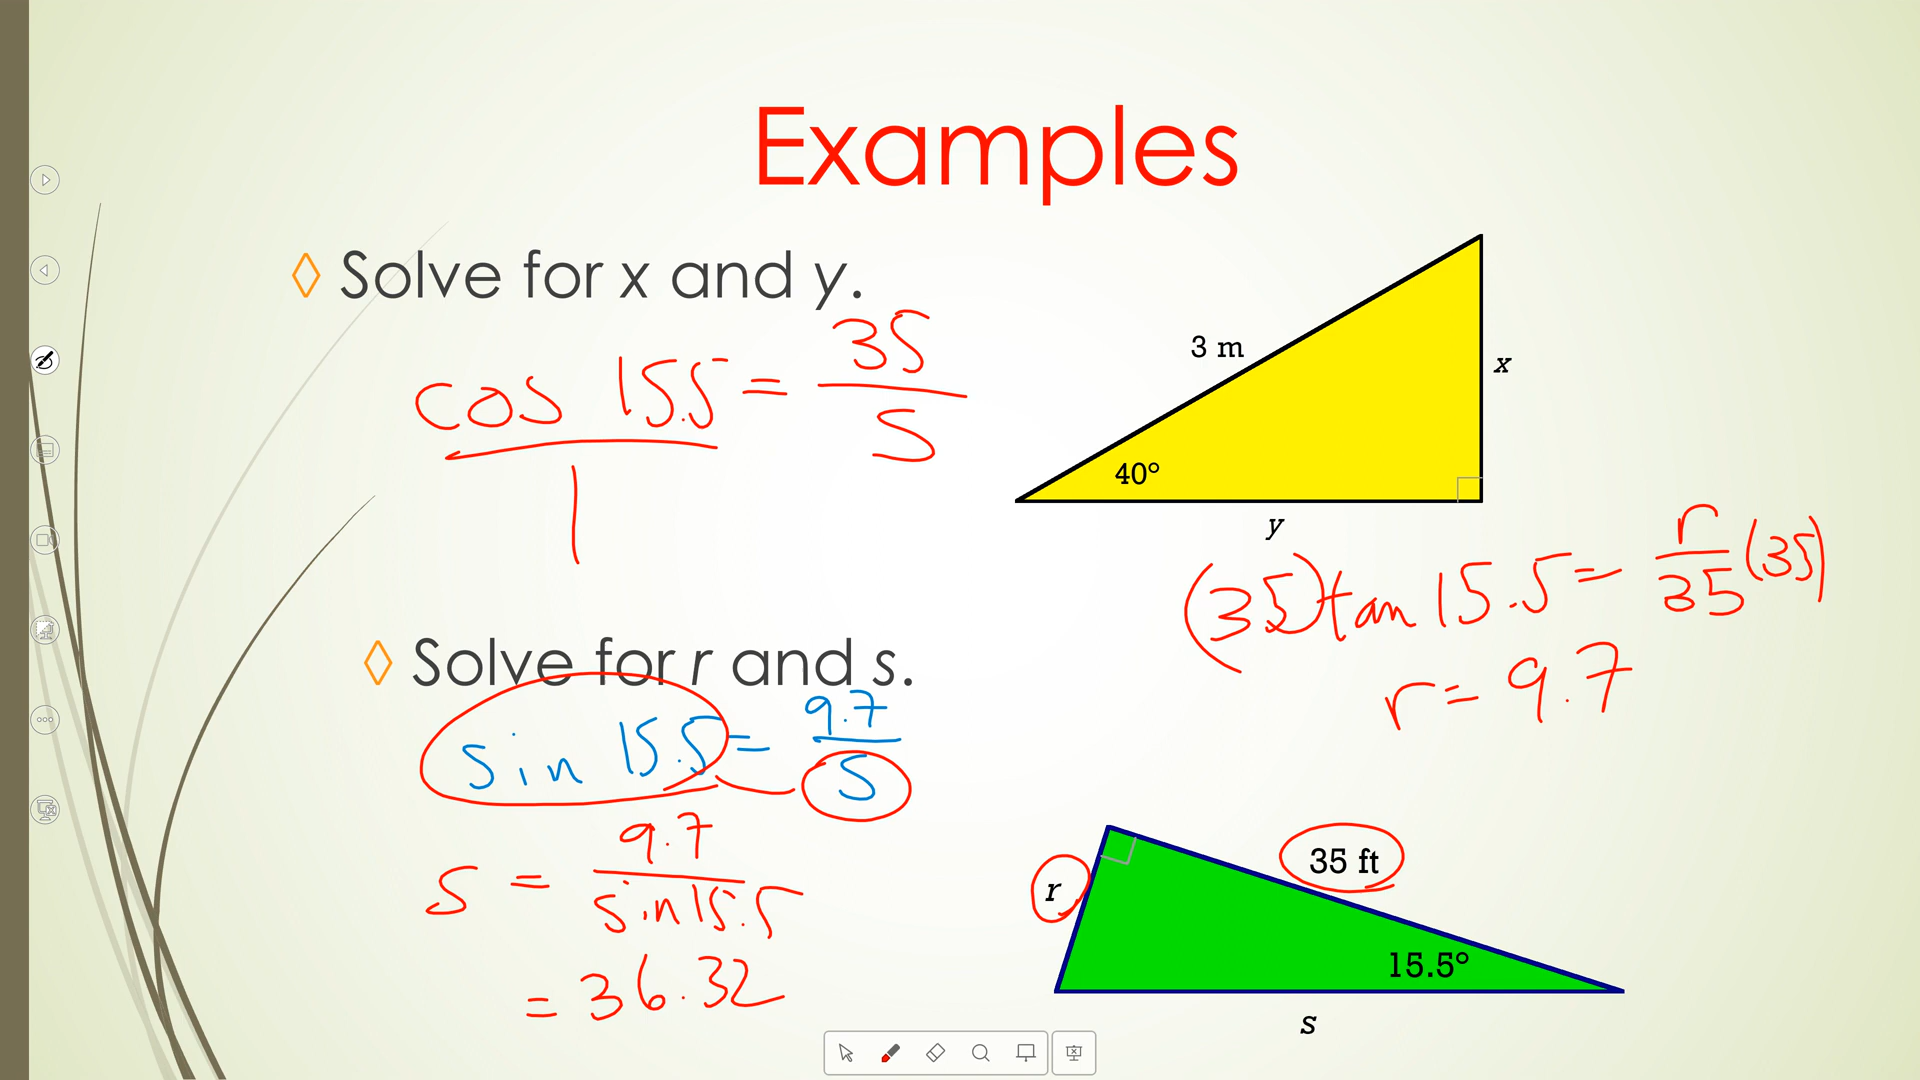 Examples
Solve for x and y.
cos 15.5 = 35
1 s
3 m
x
40°
y
(35) tan 15.5 = r/35 (35)
r = 9.7
Solve for r and s.
sin 15.5 = 9.7/s
s = 9.7/sin 15.5
= 36.32
35 ft
r
15.5°
s